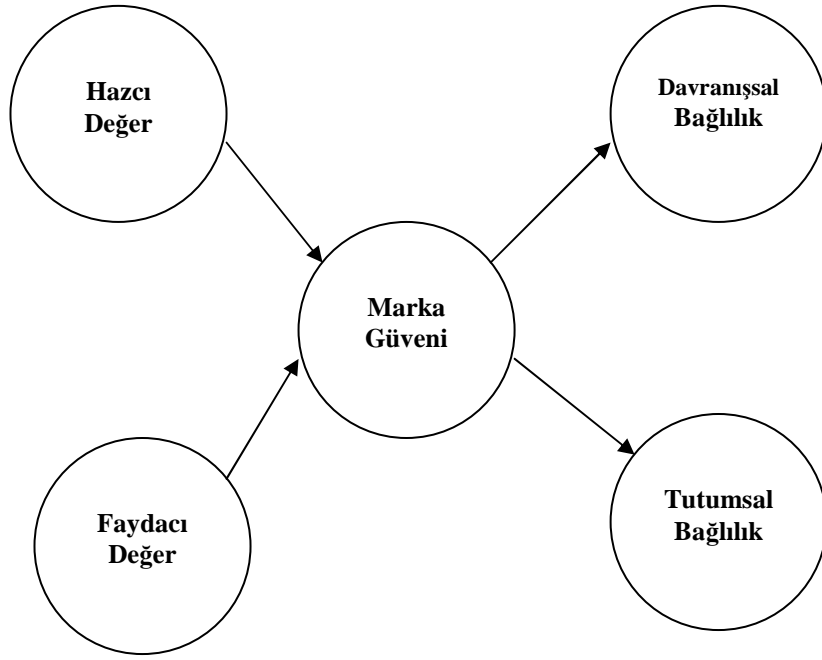 Hazcı
Değer
Davranışsal
Bağlılık
Marka
Güveni
Faydacı
Değer
Tutumsal
Bağlılık